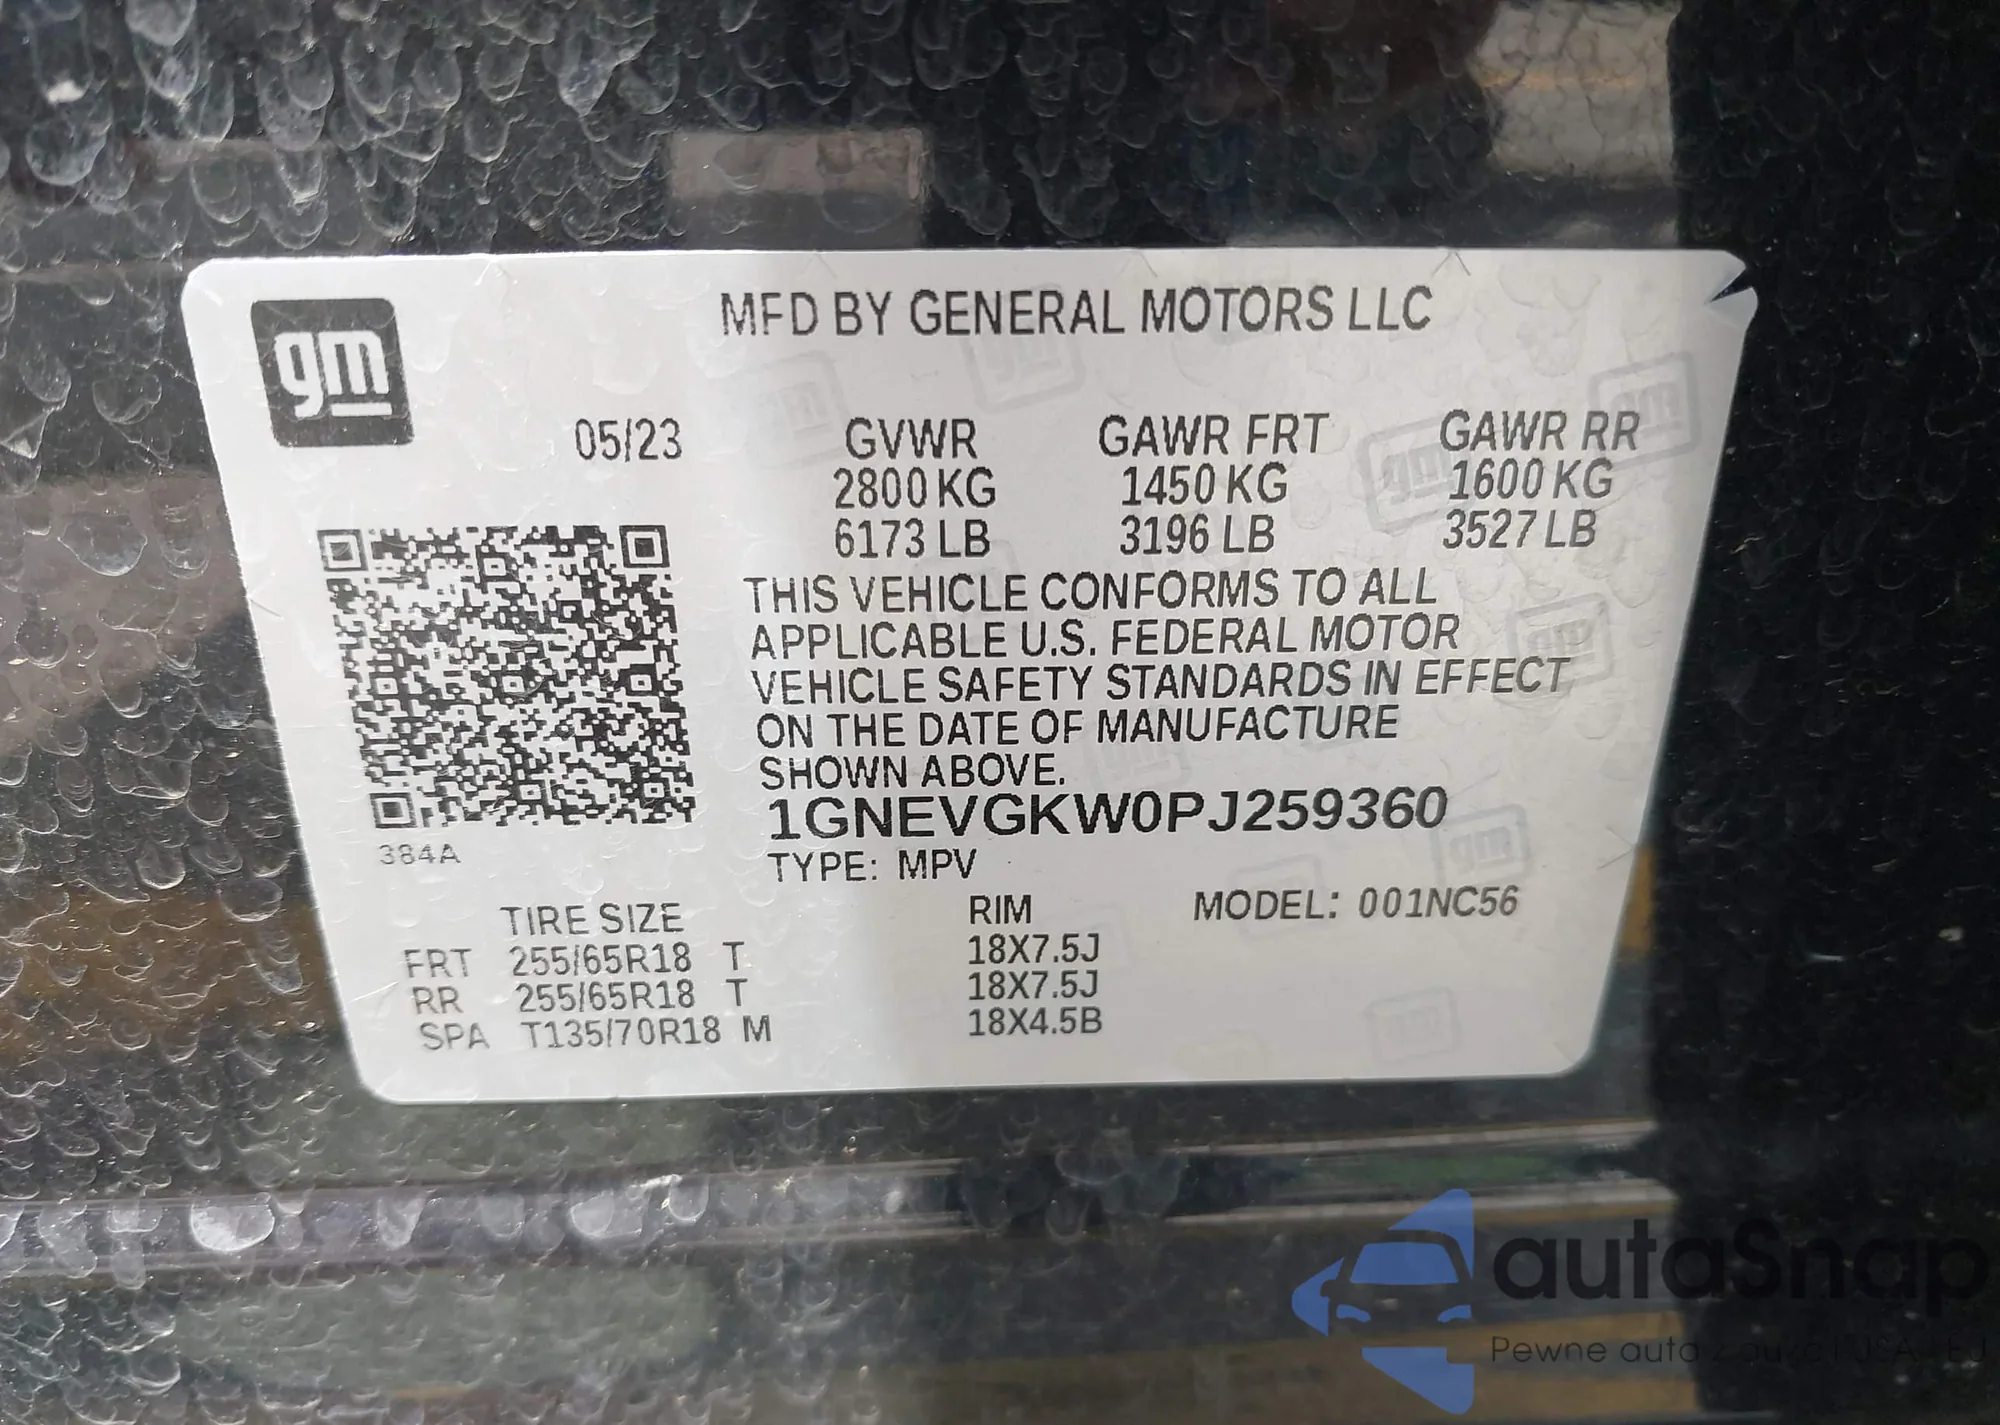 gm
MFD BY GENERAL MOTORS LLC
05/23 GVWR GAWR FRT GAWR RR
2800 KG 1450 KG 1600 KG
6173 LB 3196 LB 3527 LB
THIS VEHICLE CONFORMS TO ALL
APPLICABLE U.S. FEDERAL MOTOR
VEHICLE SAFETY STANDARDS IN EFFECT
ON THE DATE OF MANUFACTURE
SHOWN ABOVE.
1GNEVGKW0PJ259360
384A
TYPE: MPV
TIRE SIZE RIM MODEL: 001NC56
FRT 255/65R18 T 18X7.5J
RR 255/65R18 T 18X7.5J
SPA T135/70R18 M 18X4.5B
autaSnap
Pewne auta z